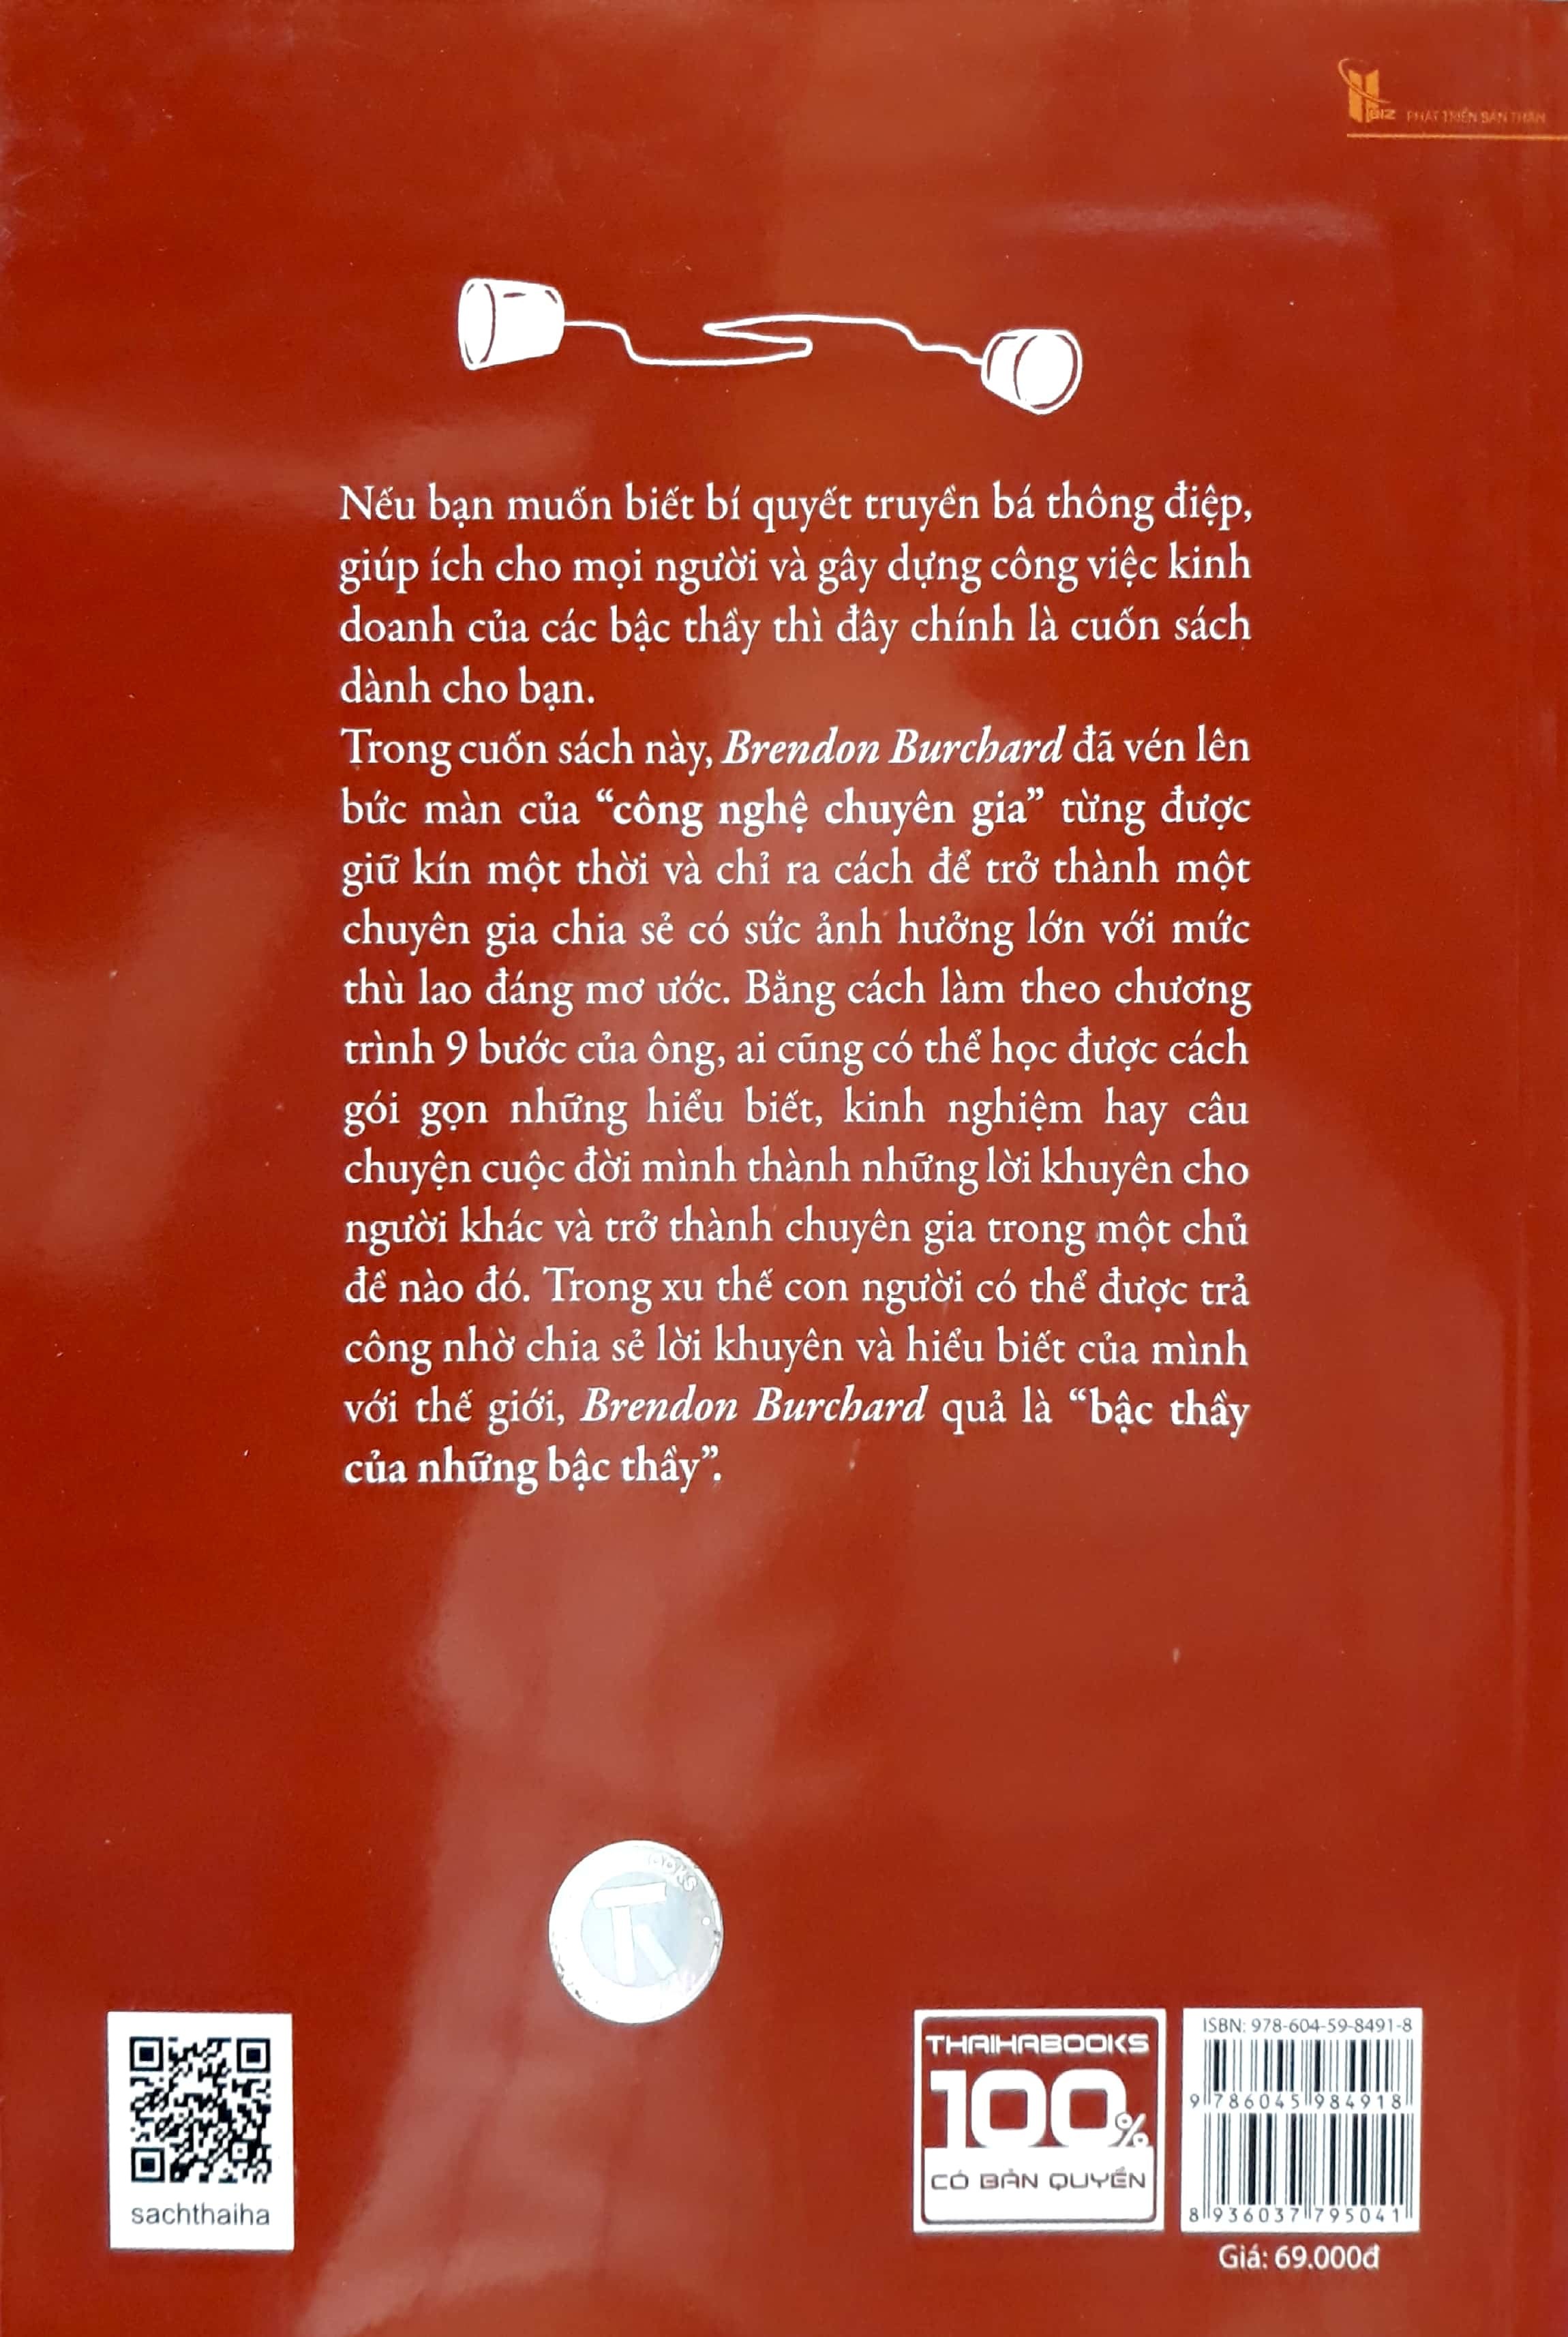 BIZ PHÁT TRIỂN BẢN THÂN
Nếu bạn muốn biết bí quyết truyền bá thông điệp,
giúp ích cho mọi người và gây dựng công việc kinh
doanh của các bậc thầy thì đây chính là cuốn sách
dành cho bạn.
Trong cuốn sách này, Brendon Burchard đã vén lên
bức màn của “công nghệ chuyên gia” từng được
giữ kín một thời và chỉ ra cách để trở thành một
chuyên gia chia sẻ có sức ảnh hưởng lớn với mức
thù lao đáng mơ ước. Bằng cách làm theo chương
trình 9 bước của ông, ai cũng có thể học được cách
gói gọn những hiểu biết, kinh nghiệm hay câu
chuyện cuộc đời mình thành những lời khuyên cho
người khác và trở thành chuyên gia trong một chủ
đề nào đó. Trong xu thế con người có thể được trả
công nhờ chia sẻ lời khuyên và hiểu biết của mình
với thế giới, Brendon Burchard quả là “bậc thầy
của những bậc thầy”.
BOOKS
sachthaiha
THAIHABOOKS
100%
CÓ BẢN QUYỀN
ISBN: 978-604-59-8491-8
9 786045 984918
8 936037 795041
Giá: 69.000đ